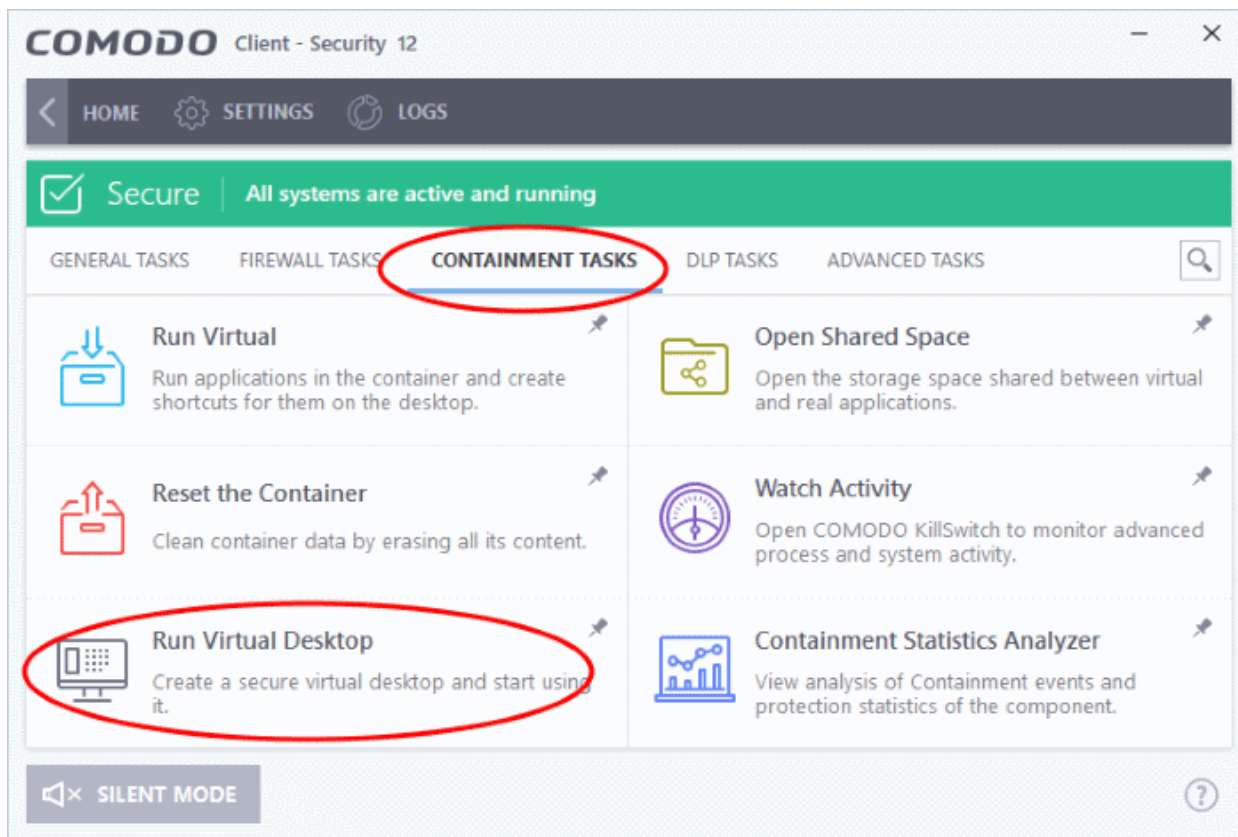 COMODO Client - Security 12
HOME SETTINGS LOGS
Secure All systems are active and running
GENERAL TASKS FIREWALL TASKS CONTAINMENT TASKS DLP TASKS ADVANCED TASKS
Run Virtual
Run applications in the container and create
shortcuts for them on the desktop.
Open Shared Space
Open the storage space shared between virtual
and real applications.
Reset the Container
Clean container data by erasing all its content.
Watch Activity
Open COMODO KillSwitch to monitor advanced
process and system activity.
Run Virtual Desktop
Create a secure virtual desktop and start using
it.
Containment Statistics Analyzer
View analysis of Containment events and
protection statistics of the component.
SILENT MODE
?